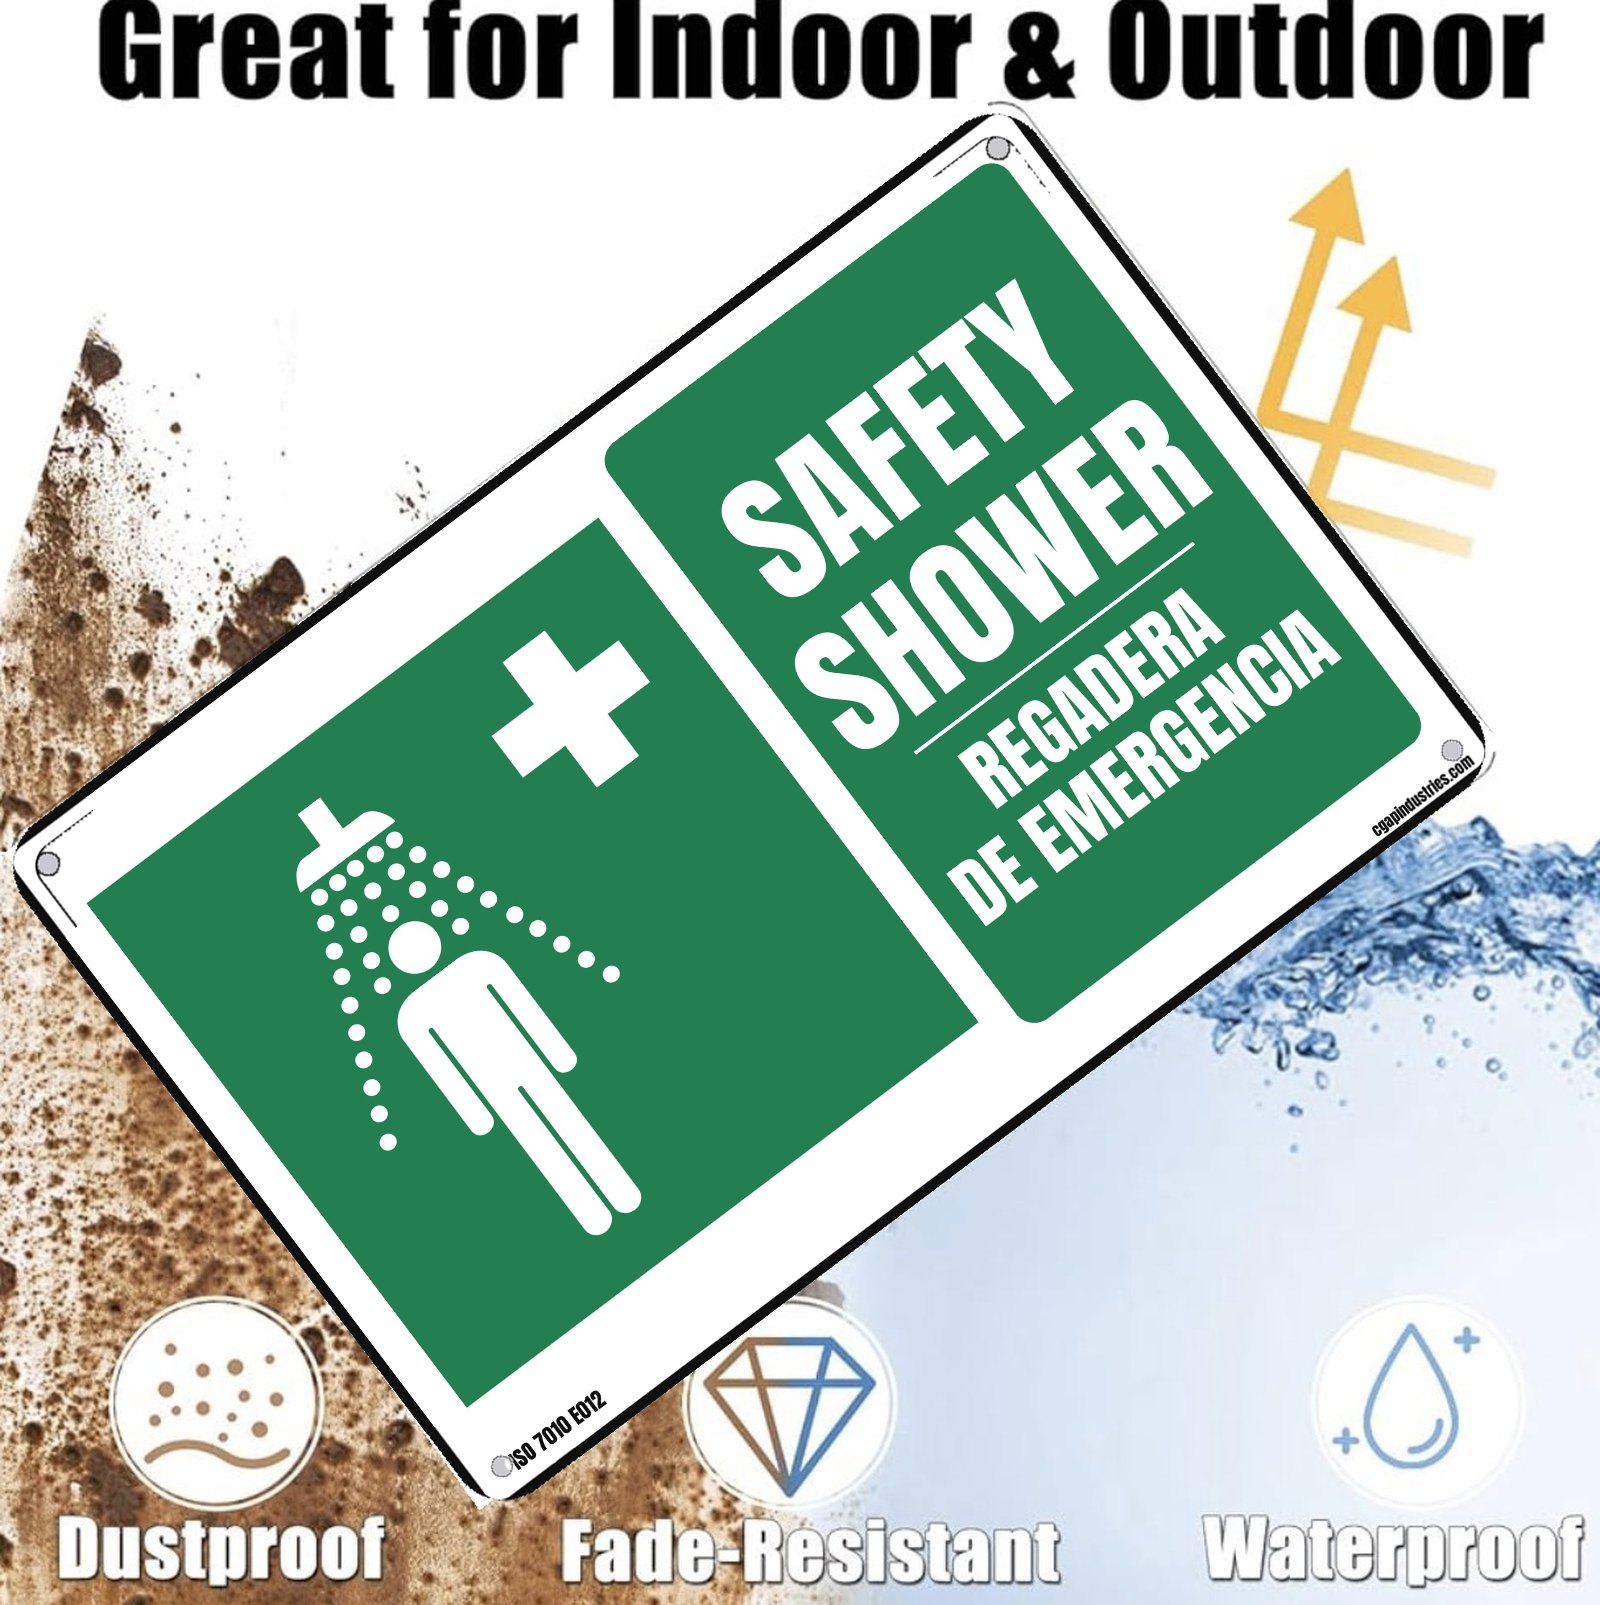 Great for Indoor & Outdoor
SAFETY
SHOWER
REGADERA
DE EMERGENCIA
cgapindustries.com
ISO 7010 E012
Dustproof
Fade-Resistant
Waterproof